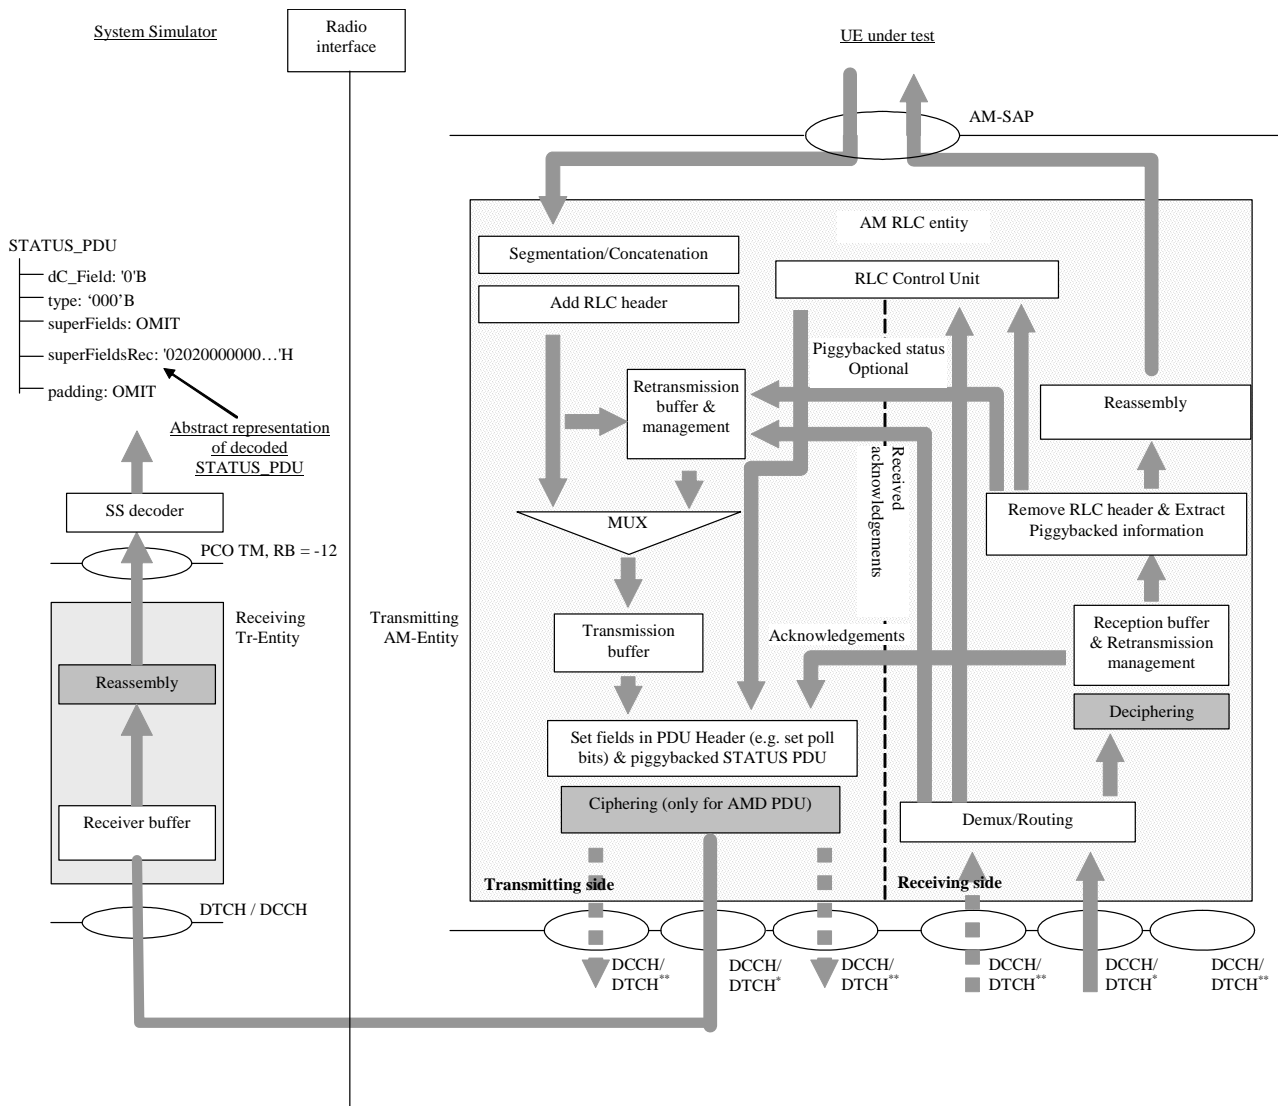 System Simulator
Radio
interface
UE under test
AM-SAP
AM RLC entity
STATUS_PDU
dC_Field: '0'B
type: ‘000’B
superFields: OMIT
superFieldsRec: '02020000000…'H
padding: OMIT
Abstract representation
of decoded
STATUS_PDU
SS decoder
PCO TM, RB = -12
Receiving
Tr-Entity
Reassembly
Receiver buffer
DTCH / DCCH
Transmitting
AM-Entity
Segmentation/Concatenation
Add RLC header
RLC Control Unit
Piggybacked status
Optional
Retransmission
buffer &
management
Received
acknowledgements
MUX
Transmission
buffer
Acknowledgements
Set fields in PDU Header (e.g. set poll
bits) & piggybacked STATUS PDU
Ciphering (only for AMD PDU)
Transmitting side
Reassembly
Remove RLC header & Extract
Piggybacked information
Reception buffer
& Retransmission
management
Deciphering
Demux/Routing
Receiving side
DCCH/
DTCH**
DCCH/
DTCH*
DCCH/
DTCH**
DCCH/
DTCH**
DCCH/
DTCH*
DCCH/
DTCH**